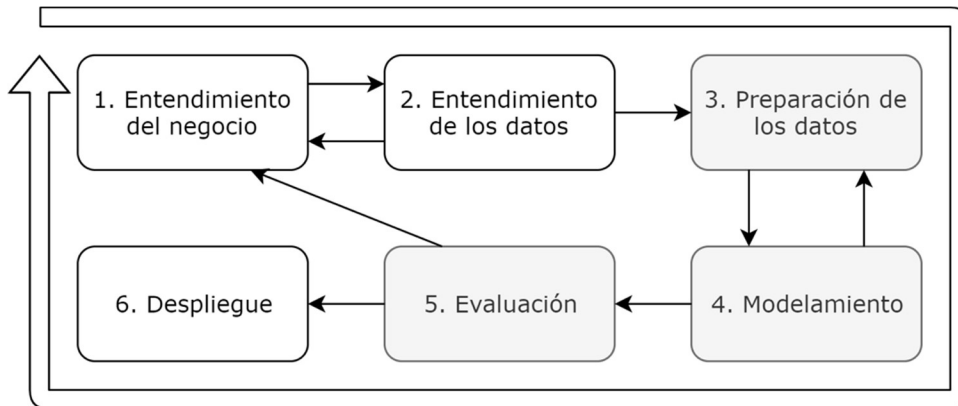 1. Entendimiento
del negocio
2. Entendimiento
de los datos
3. Preparación de
los datos
6. Despliegue
5. Evaluación
4. Modelamiento